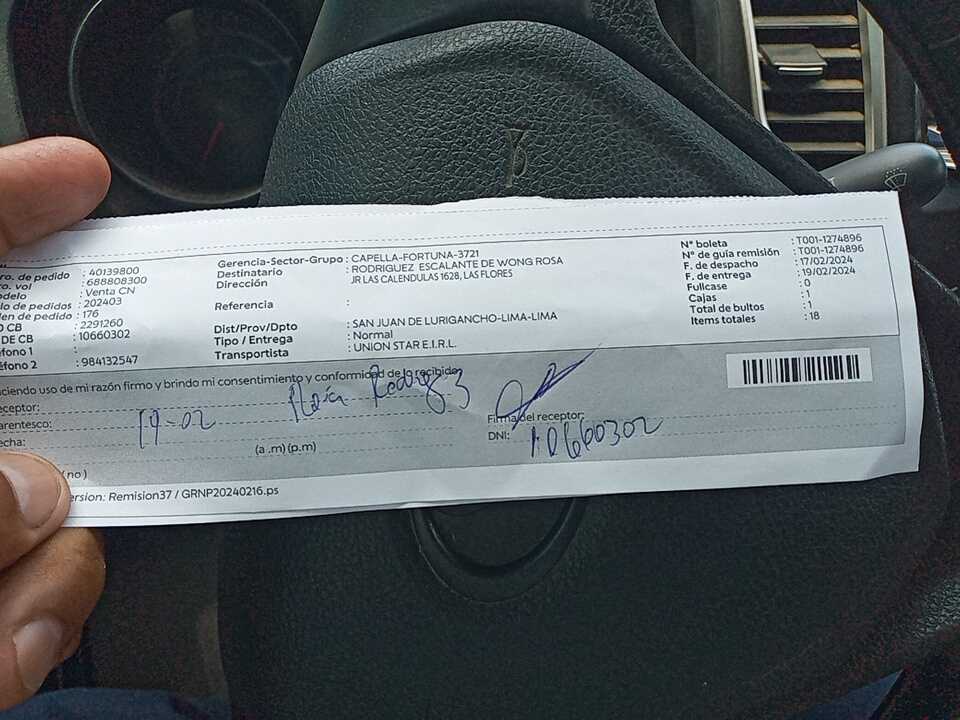 ro. de pedido : 40139800
ro. vol : 688808300
odelo : Venta CN
lo de pedidos : 202403
en de pedido : 176
O CB : 2291260
DE CB : 10660302
éfono 1 :
éfono 2 : 984132547
Gerencia-Sector-Grupo : CAPELLA-FORTUNA-3721
Destinatario : RODRIGUEZ ESCALANTE DE WONG ROSA
Dirección JR LAS CALENDULAS 1628, LAS FLORES
Referencia :
Dist/Prov/Dpto : SAN JUAN DE LURIGANCHO-LIMA-LIMA
Tipo / Entrega : Normal
Transportista : UNION STAR E.I.R.L.
N° boleta : T001-1274896
N° de guía remisión : T001-1274896
F. de despacho : 17/02/2024
F. de entrega : 19/02/2024
Fullcase : 0
Cajas : 1
Total de bultos : 1
Items totales : 18
aciendo uso de mi razón firmo y brindo mi consentimiento y conformidad de lo recibido
eceptor:
arentesco:
echa: 19-02
(a .m) (p.m)
Firma del receptor:
DNI: 10660302
(no)
ersion: Remision37 / GRNP20240216.ps